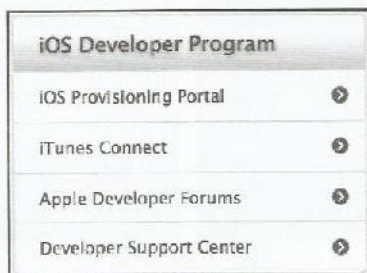 iOS Developer Program
iOS Provisioning Portal
iTunes Connect
Apple Developer Forums
Developer Support Center